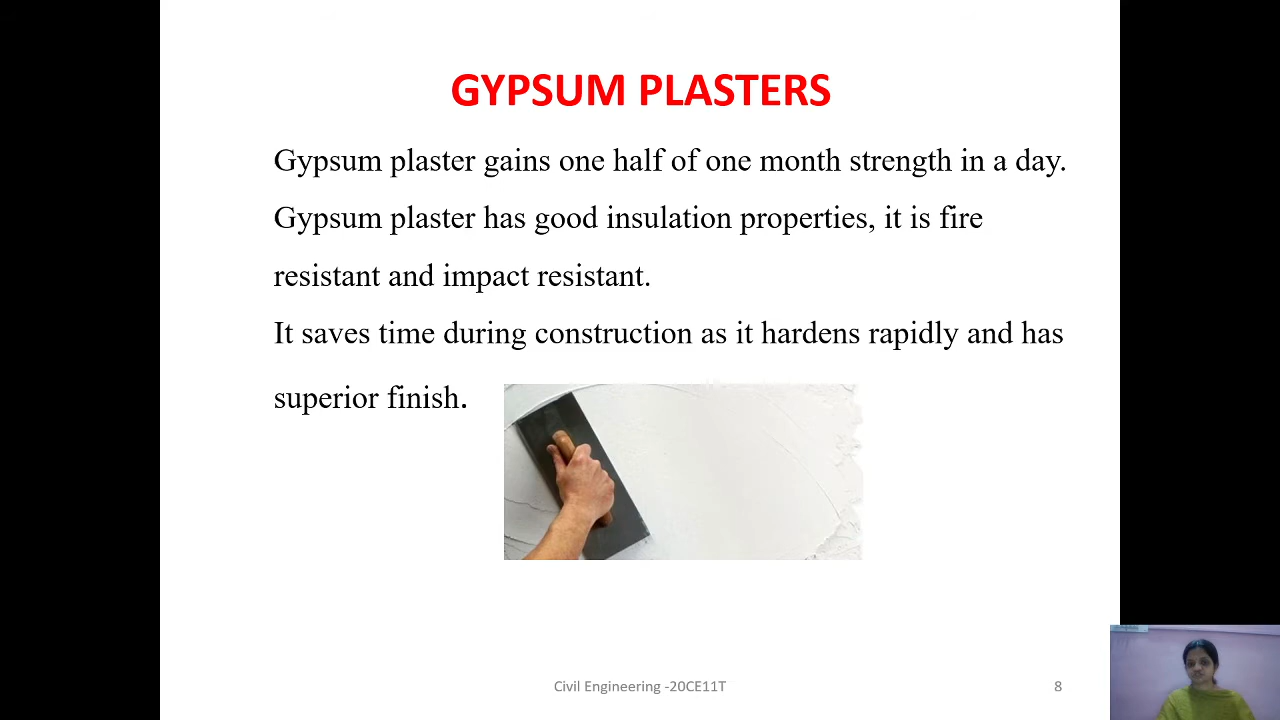 GYPSUM PLASTERS
Gypsum plaster gains one half of one month strength in a day.
Gypsum plaster has good insulation properties, it is fire
resistant and impact resistant.
It saves time during construction as it hardens rapidly and has
superior finish.
Civil Engineering -20CE11T
8